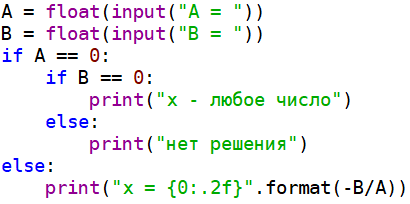 A = float(input("A = "))
B = float(input("B = "))
if A == 0:
    if B == 0:
        print("x - любое число")
    else:
        print("нет решения")
else:
    print("x = {0:.2f}".format(-B/A))